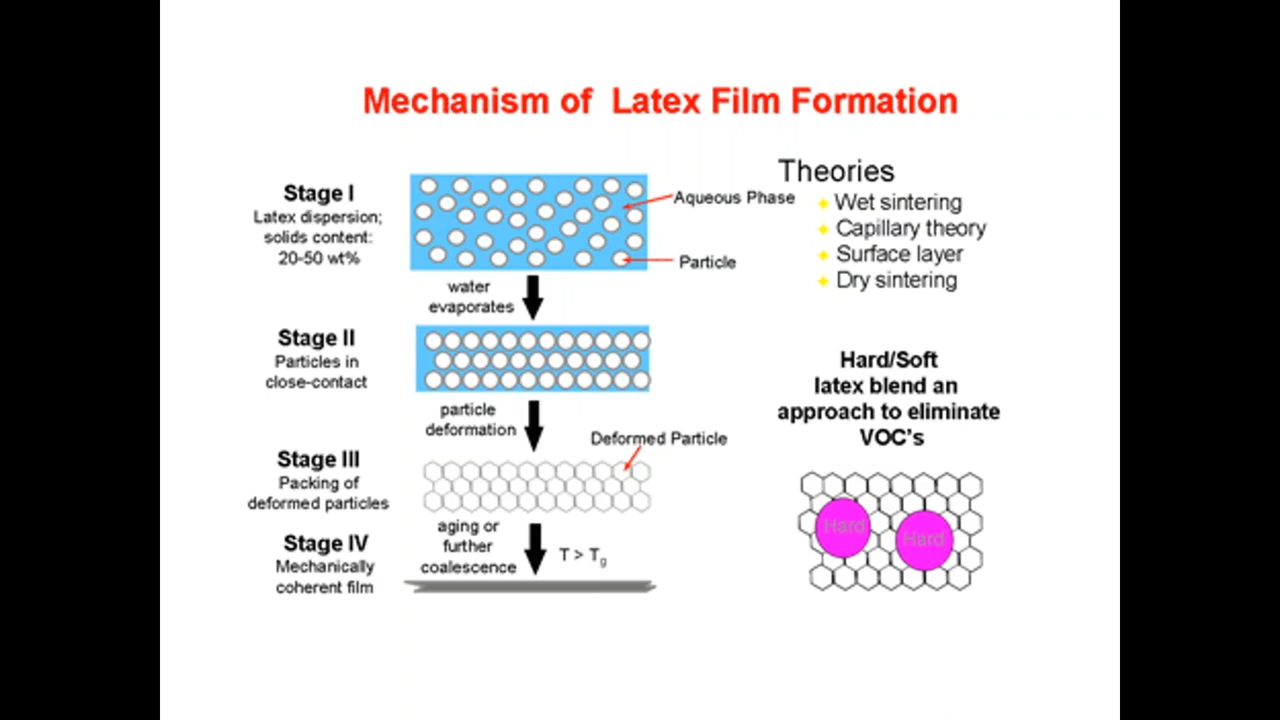 Mechanism of Latex Film Formation
Stage I
Latex dispersion;
solids content:
20-50 wt%
Aqueous Phase
Particle
water
evaporates
Stage II
Particles in
close-contact
particle
deformation
Deformed Particle
Stage III
Packing of
deformed particles
aging or
further
coalescence
T > Tg
Stage IV
Mechanically
coherent film
Theories
Wet sintering
Capillary theory
Surface layer
Dry sintering
Hard/Soft
latex blend an
approach to eliminate
VOC's
Hard
Hard